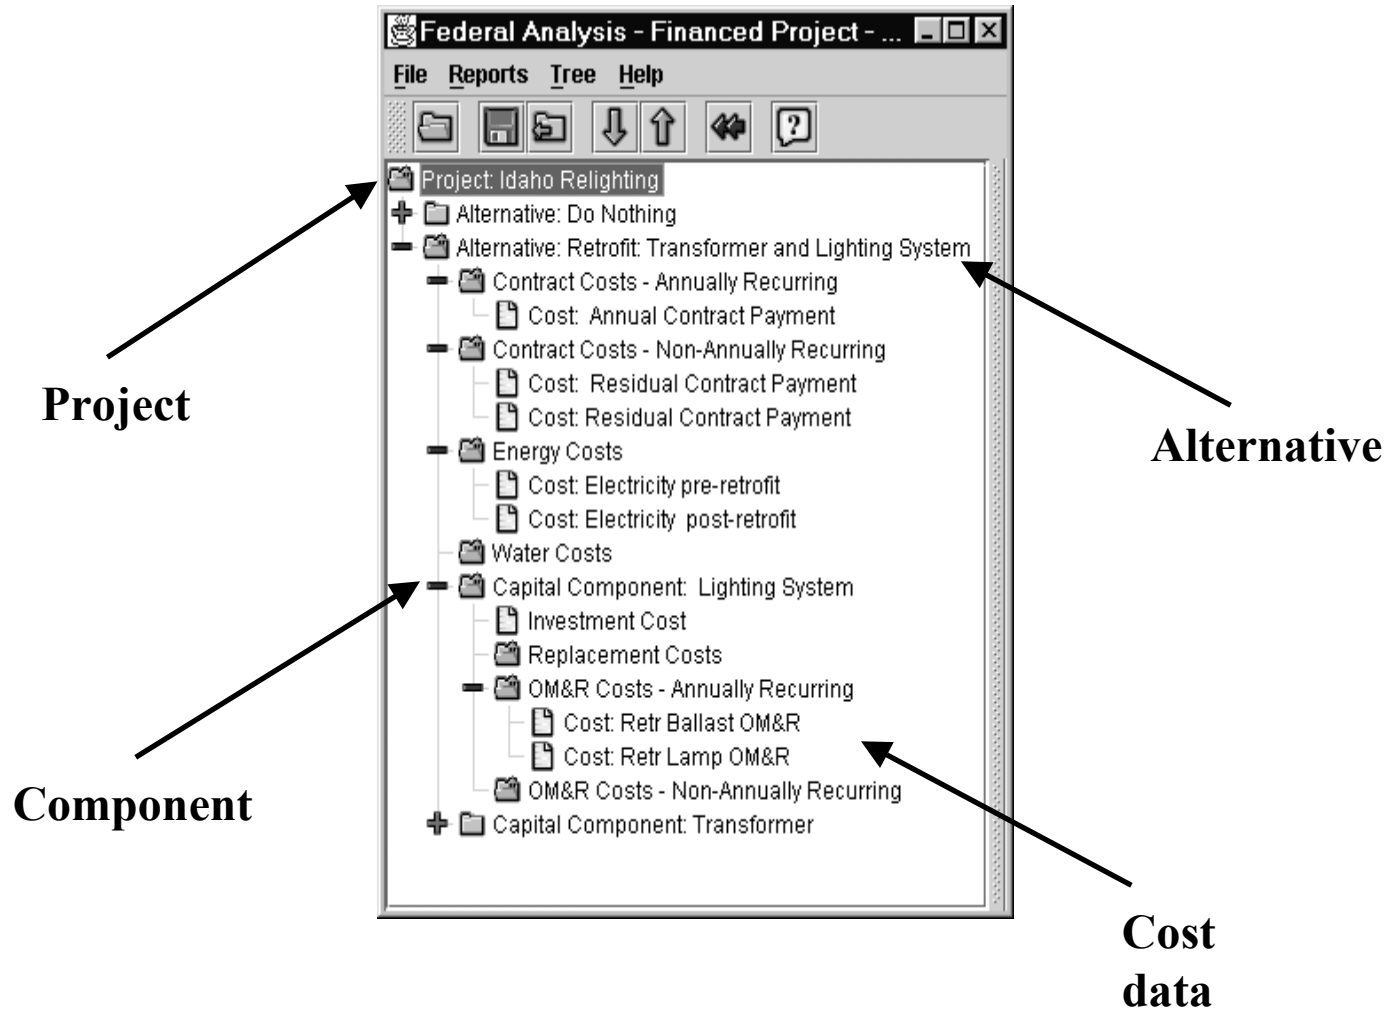 Federal Analysis - Financed Project - ...
File Reports Tree Help
?
Project: Idaho Relighting
Alternative: Do Nothing
Alternative: Retrofit: Transformer and Lighting System
Contract Costs - Annually Recurring
Cost: Annual Contract Payment
Contract Costs - Non-Annually Recurring
Cost: Residual Contract Payment
Cost: Residual Contract Payment
Energy Costs
Cost: Electricity pre-retrofit
Cost: Electricity post-retrofit
Water Costs
Capital Component: Lighting System
Investment Cost
Replacement Costs
OM&R Costs - Annually Recurring
Cost: Retr Ballast OM&R
Cost: Retr Lamp OM&R
OM&R Costs - Non-Annually Recurring
Capital Component: Transformer
Project
Alternative
Component
Cost
data